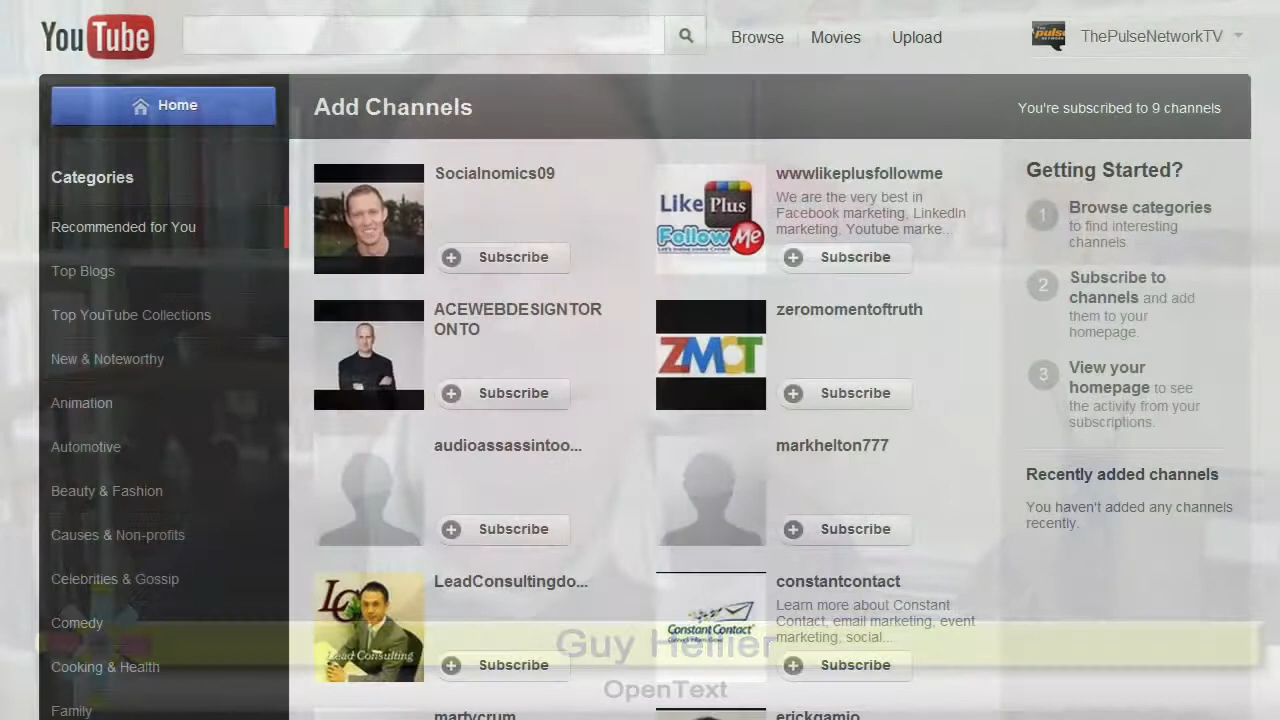 YouTube
Browse
Movies
Upload
ThePulseNetworkTV
Home
Add Channels
You're subscribed to 9 channels
Categories
Recommended for You
Top Blogs
Top YouTube Collections
New & Noteworthy
Animation
Automotive
Beauty & Fashion
Causes & Non-profits
Celebrities & Gossip
Comedy
Cooking & Health
Family
Socialnomics09
Subscribe
Like Plus
Follow Me
wwwlikeplusfollowme
We are the very best in
Facebook marketing, LinkedIn
marketing, Youtube marke...
Subscribe
ACEWEBDESIGNTOR
ONTO
Subscribe
ZMOT
zeromomentoftruth
Subscribe
audioassassintoo...
Subscribe
markhelton777
Subscribe
LC
Lead Consulting
LeadConsultingdo...
Subscribe
Constant Contact
constantcontact
Learn more about Constant
Contact, email marketing, event
marketing, social...
Subscribe
martycrum
erickgamio
Getting Started?
1
Browse categories
to find interesting
channels.
2
Subscribe to
channels and add
them to your
homepage.
3
View your
homepage to see
the activity from your
subscriptions.
Recently added channels
You haven't added any channels
recently.
Guy Hellier
OpenText